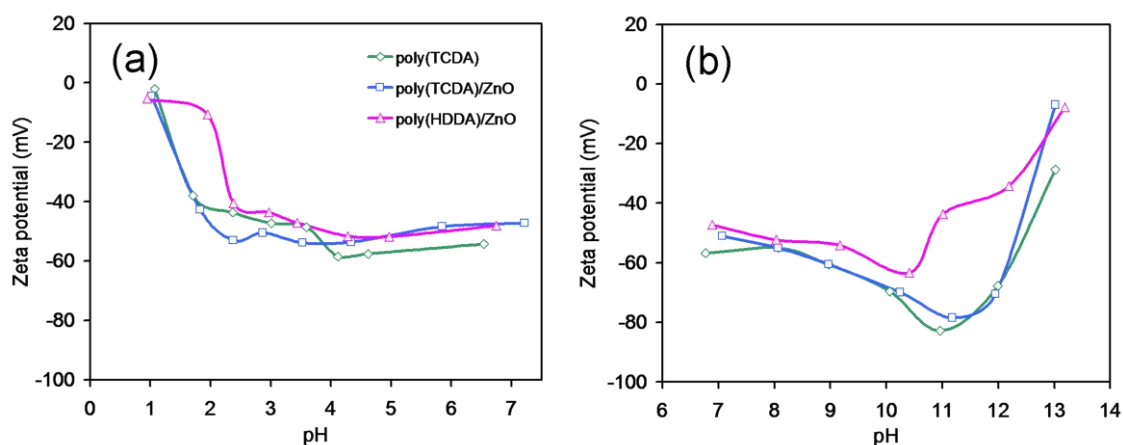 (a)
poly(TCDA)
poly(TCDA)/ZnO
poly(HDDA)/ZnO
Zeta potential (mV)
20
0
-20
-40
-60
-80
-100
0 1 2 3 4 5 6 7
pH
(b)
Zeta potential (mV)
20
0
-20
-40
-60
-80
-100
6 7 8 9 10 11 12 13 14
pH